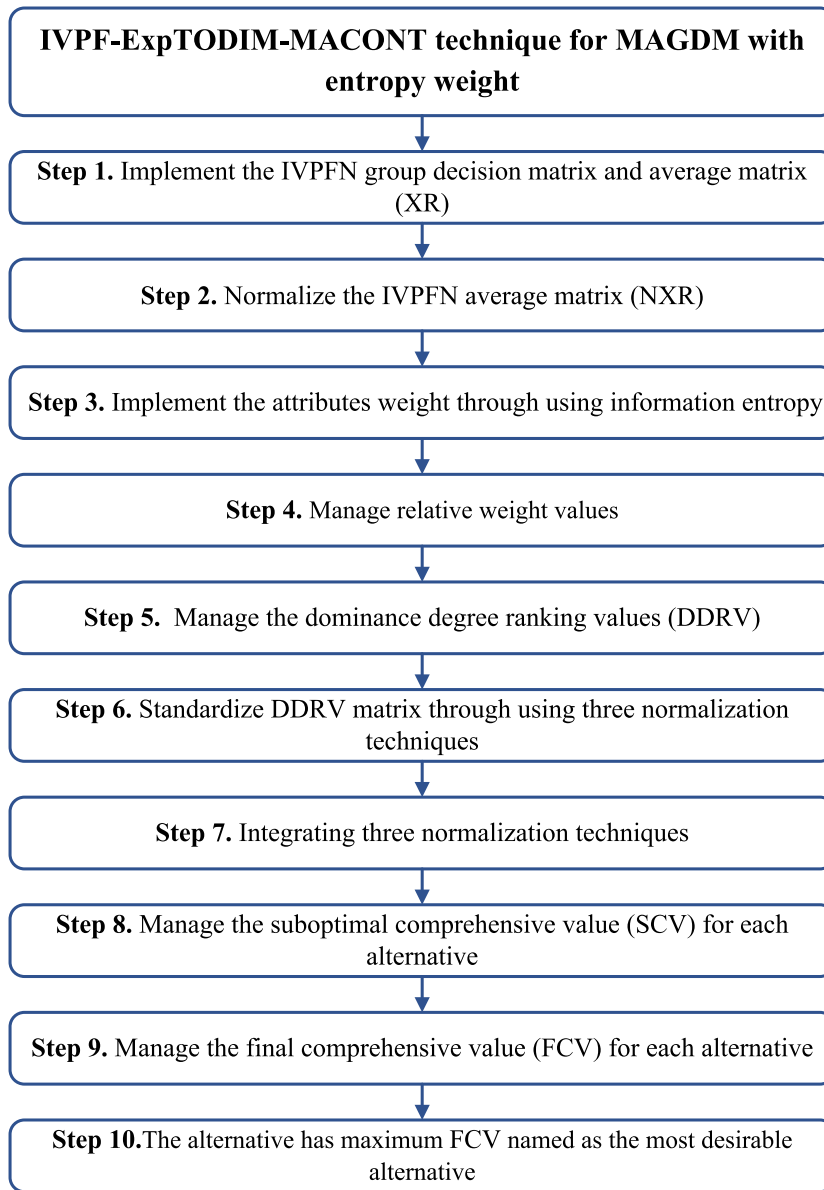 IVPF-ExpTODIM-MACONT technique for MAGDM with
entropy weight
Step 1. Implement the IVPFN group decision matrix and average matrix
(XR)
Step 2. Normalize the IVPFN average matrix (NXR)
Step 3. Implement the attributes weight through using information entropy
Step 4. Manage relative weight values
Step 5. Manage the dominance degree ranking values (DDRV)
Step 6. Standardize DDRV matrix through using three normalization
techniques
Step 7. Integrating three normalization techniques
Step 8. Manage the suboptimal comprehensive value (SCV) for each
alternative
Step 9. Manage the final comprehensive value (FCV) for each alternative
Step 10.The alternative has maximum FCV named as the most desirable
alternative